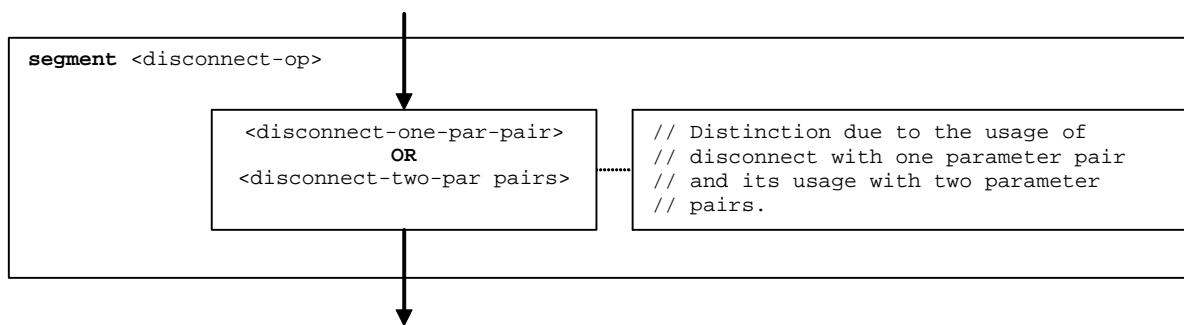 segment <disconnect-op>
<disconnect-one-par-pair>
OR
<disconnect-two-par pairs>
// Distinction due to the usage of
// disconnect with one parameter pair
// and its usage with two parameter
// pairs.